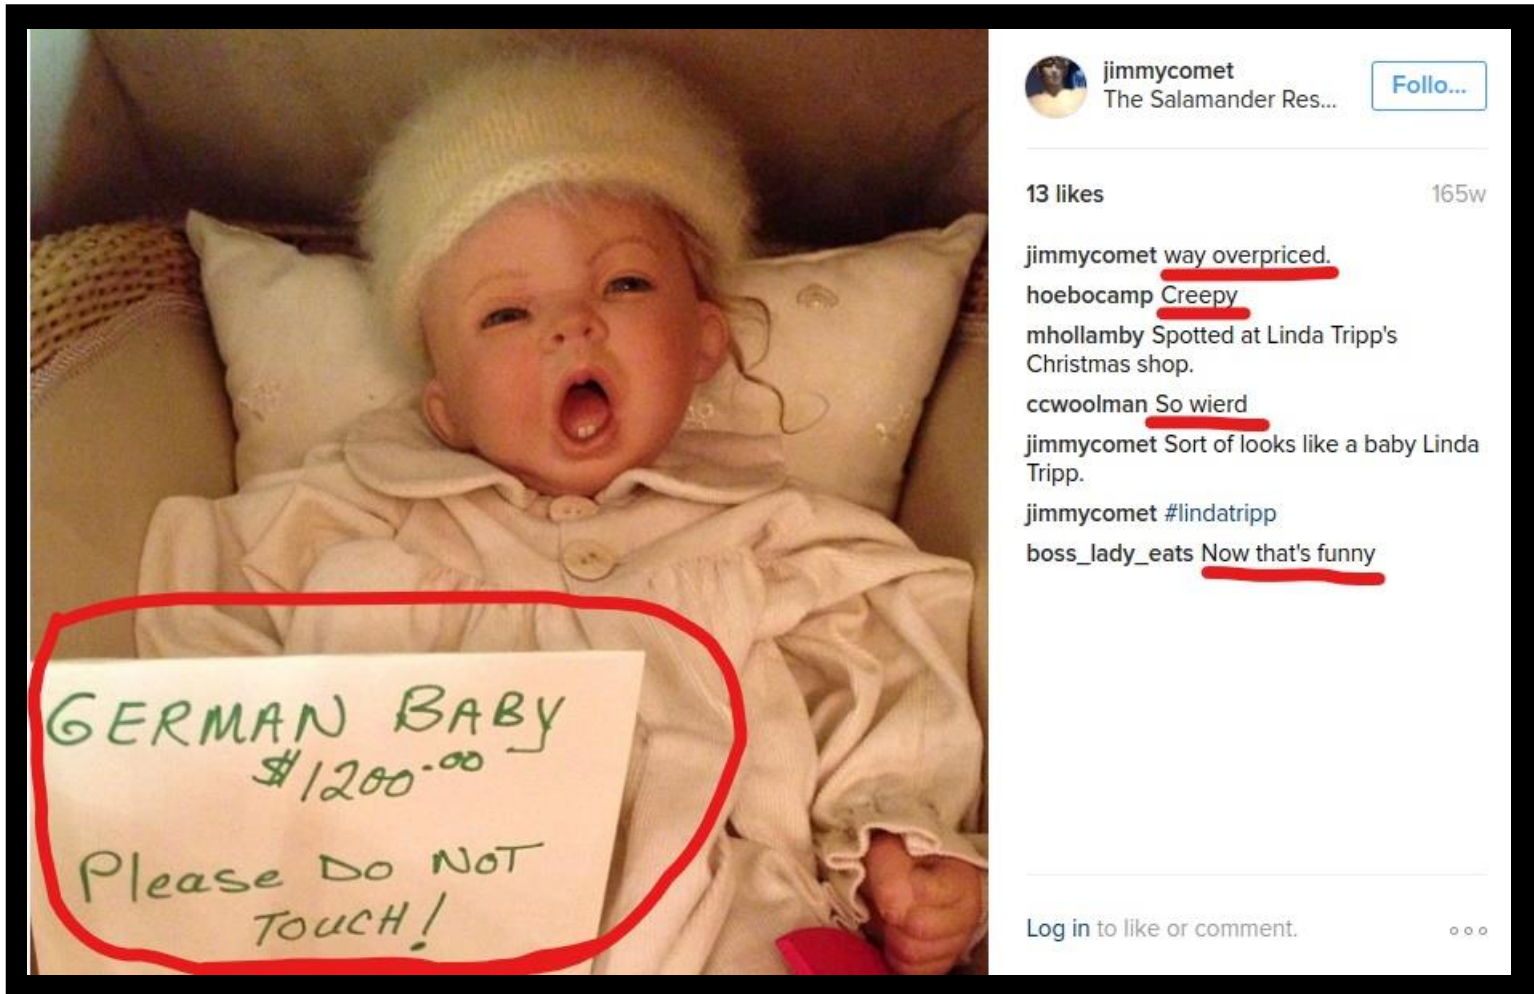 jimmycomet
The Salamander Res...
Follo...
13 likes
165w
jimmycomet way overpriced.
hoebocamp Creepy
mhollamby Spotted at Linda Tripp's
Christmas shop.
ccwoolman So wierd
jimmycomet Sort of looks like a baby Linda
Tripp.
jimmycomet #lindatripp
boss_lady_eats Now that's funny
Log in to like or comment.
GERMAN BABY
$1200.00
Please Do NOT
TOUCH!